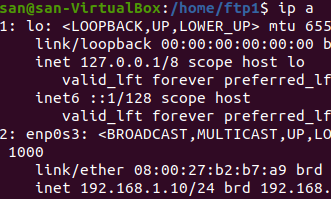 san@san-VirtualBox:/home/ftp1$ ip a
1: lo: <LOOPBACK,UP,LOWER_UP> mtu 655
link/loopback 00:00:00:00:00:00 b
inet 127.0.0.1/8 scope host lo
valid_lft forever preferred_lf
inet6 ::1/128 scope host
valid_lft forever preferred_lf
2: enp0s3: <BROADCAST,MULTICAST,UP,LO
1000
link/ether 08:00:27:b2:b7:a9 brd
inet 192.168.1.10/24 brd 192.168.